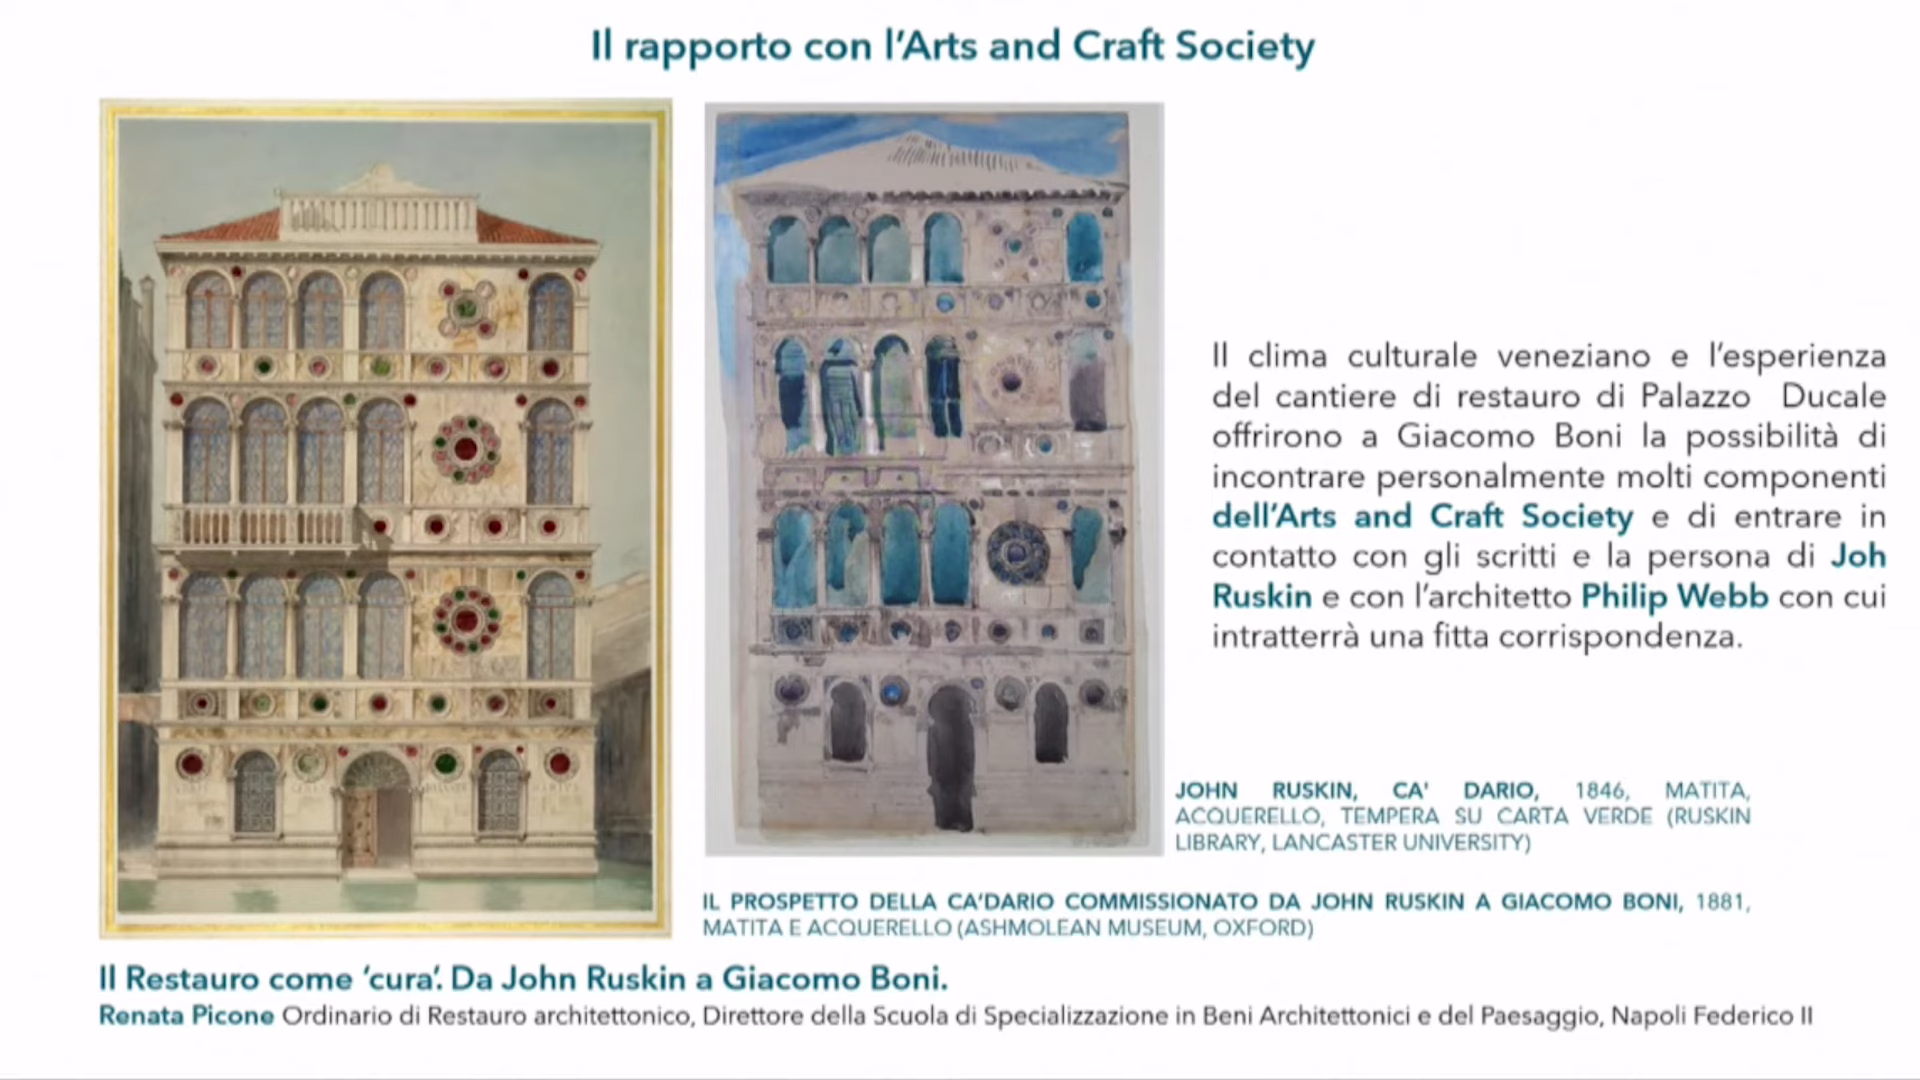 Il rapporto con l'Arts and Craft Society
Il clima culturale veneziano e l'esperienza
del cantiere di restauro di Palazzo Ducale
offrirono a Giacomo Boni la possibilità di
incontrare personalmente molti componenti
dell'Arts and Craft Society e di entrare in
contatto con gli scritti e la persona di Joh
Ruskin e con l'architetto Philip Webb con cui
intratterrà una fitta corrispondenza.
JOHN RUSKIN, CA' DARIO, 1846, MATITA,
ACQUERELLO, TEMPERA SU CARTA VERDE (RUSKIN
LIBRARY, LANCASTER UNIVERSITY)
IL PROSPETTO DELLA CA'DARIO COMMISSIONATO DA JOHN RUSKIN A GIACOMO BONI, 1881,
MATITA E ACQUERELLO (ASHMOLEAN MUSEUM, OXFORD)
Il Restauro come 'cura'. Da John Ruskin a Giacomo Boni.
Renata Picone Ordinario di Restauro architettonico, Direttore della Scuola di Specializzazione in Beni Architettonici e del Paesaggio, Napoli Federico II